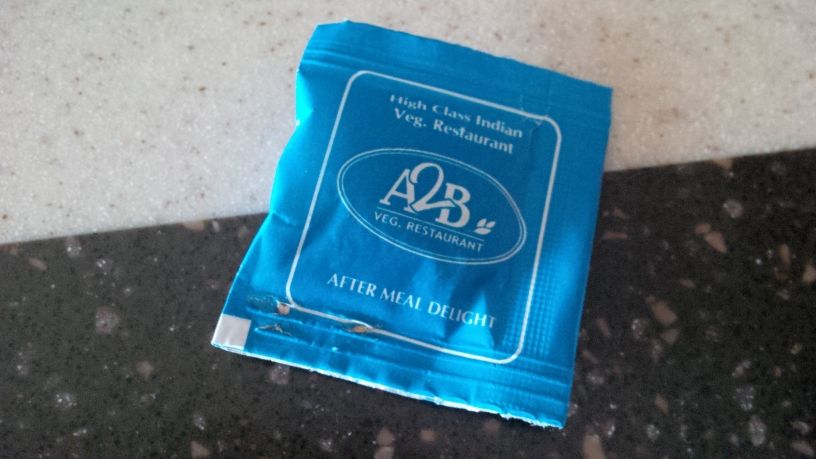 High Class Indian
Veg. Restaurant
A2B
VEG. RESTAURANT
AFTER MEAL DELIGHT